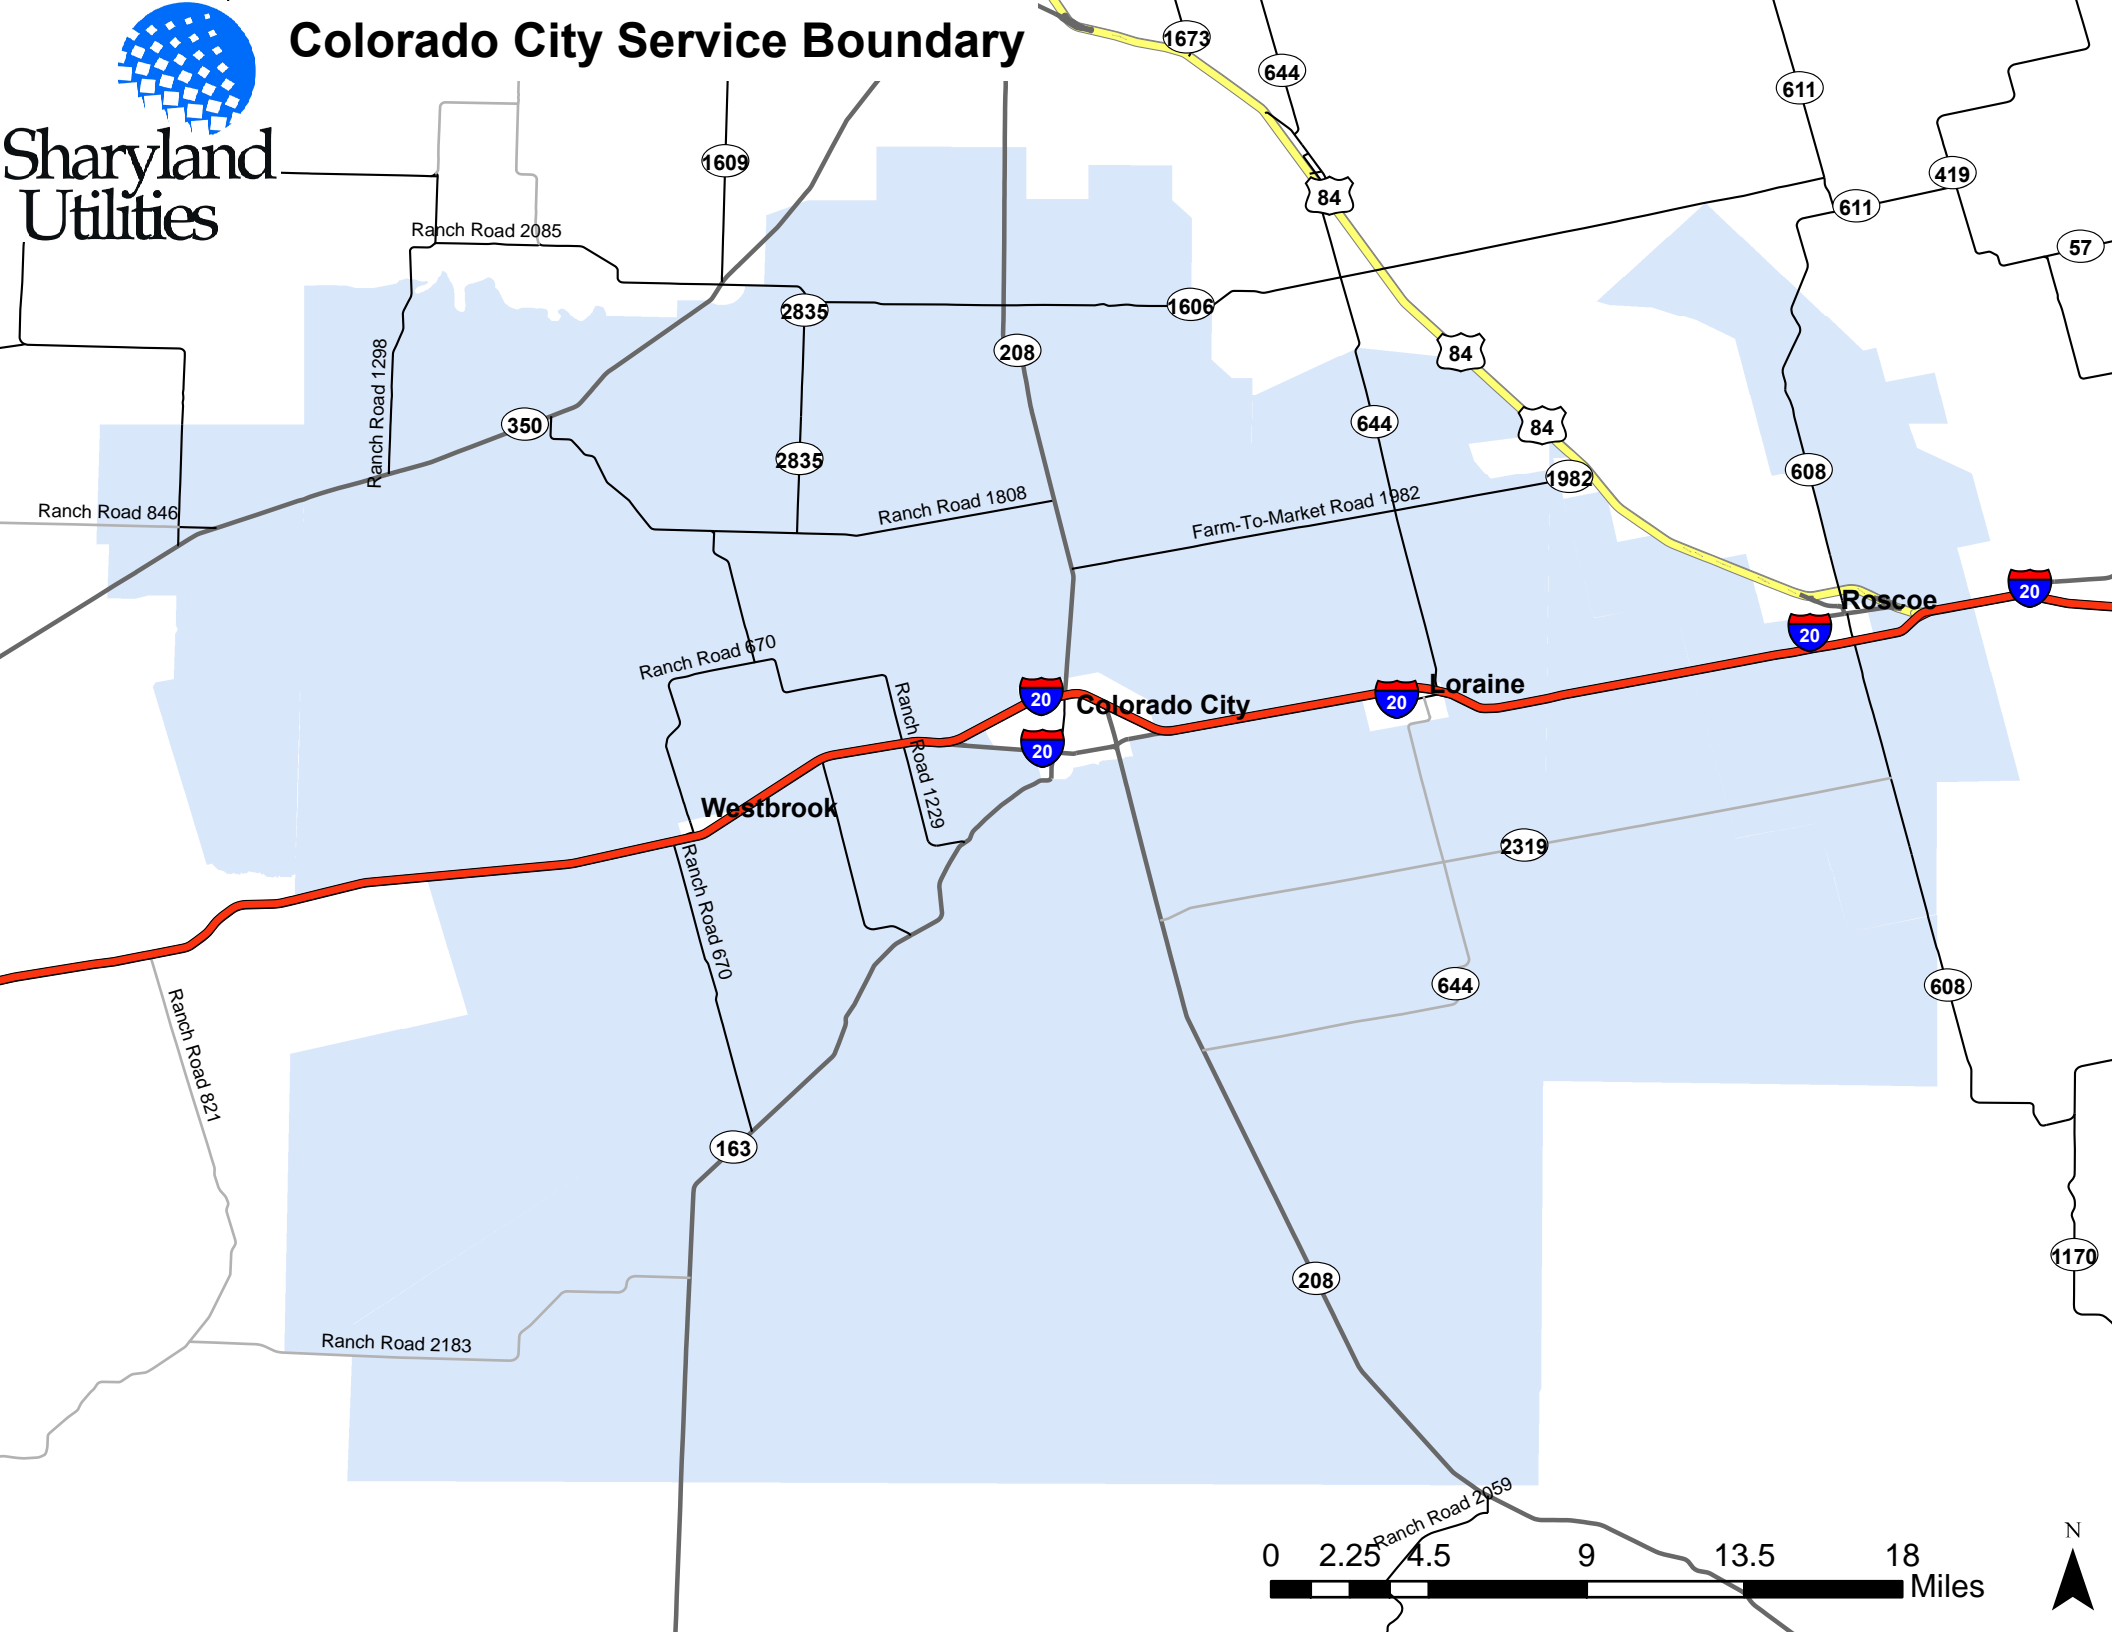 Colorado City Service Boundary
Sharyland
Utilities
1673
644
611
84
1609
419
611
57
Ranch Road 2085
2835
1606
208
84
Ranch Road 1298
350
644
84
2835
608
1982
Ranch Road 846
Ranch Road 1808
Farm-To-Market Road 1982
20
Roscoe
20
Ranch Road 670
20
Colorado City
20
Loraine
20
Ranch Road 1229
Westbrook
2319
Ranch Road 670
644
608
Ranch Road 821
163
1170
208
Ranch Road 2183
Ranch Road 2059
N
0 2.25 4.5 9 13.5 18
Miles